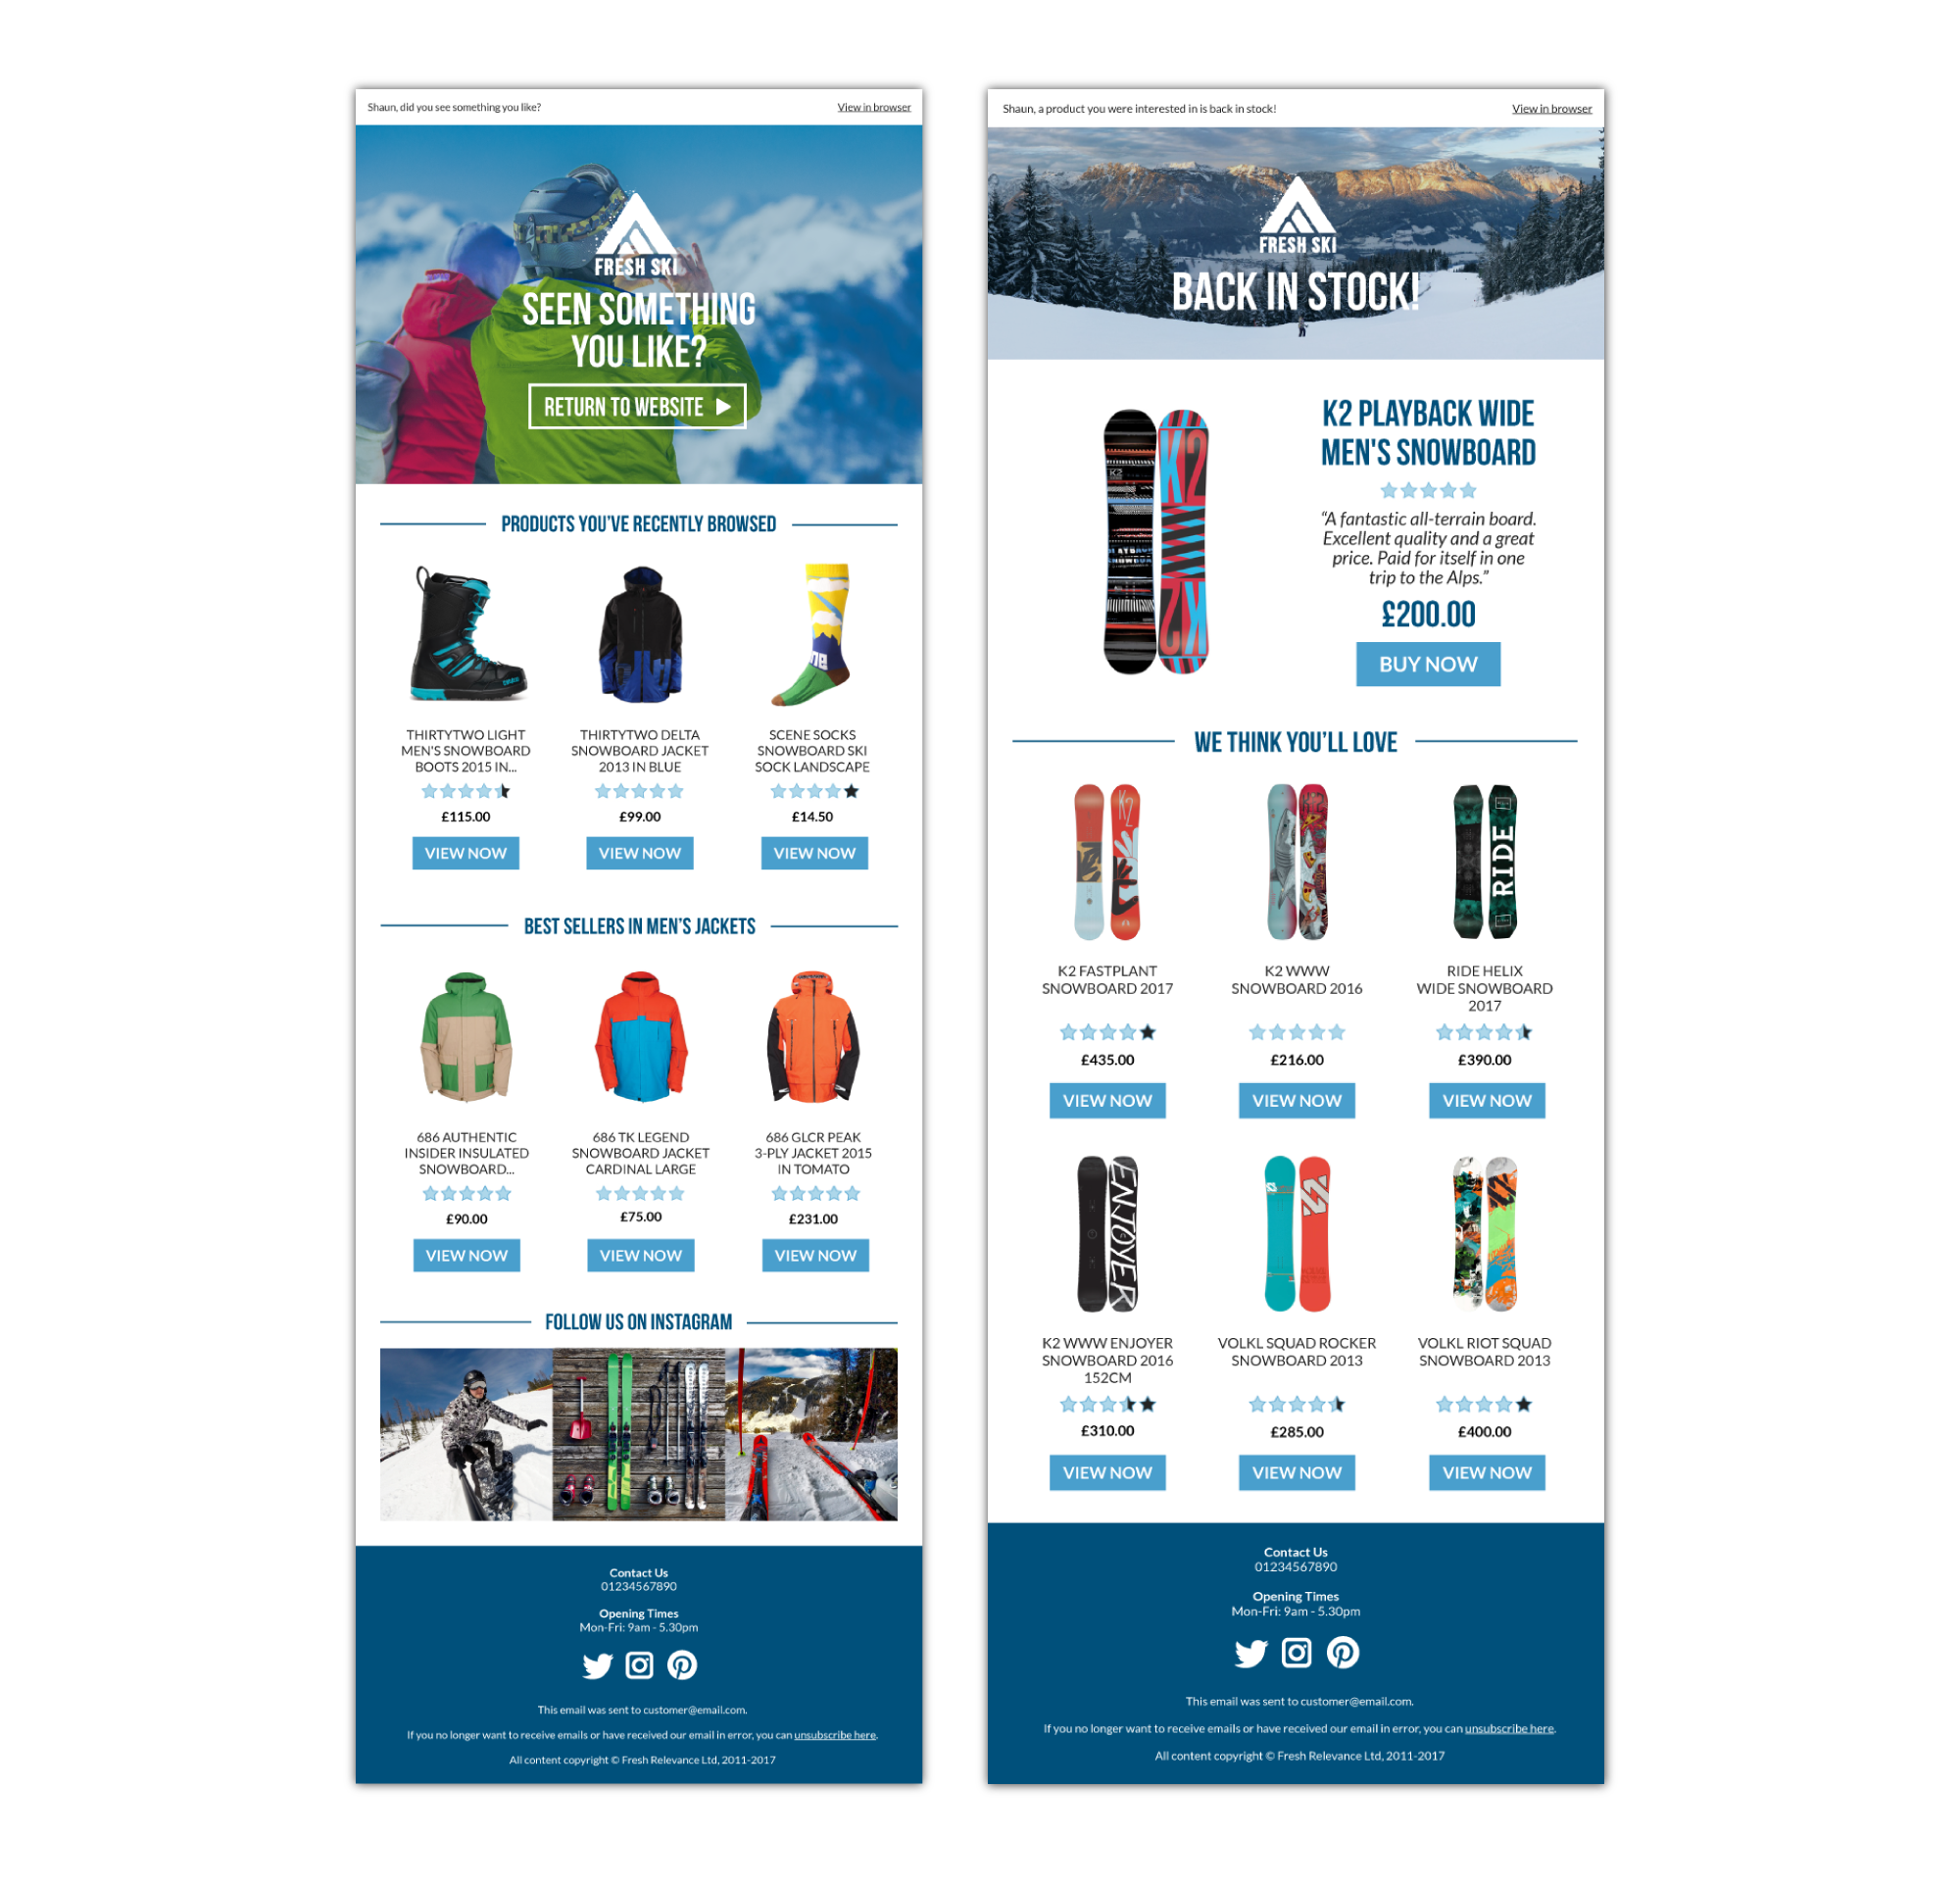 Shaun, did you see something you like?
View in browser
FRESH SKI
SEEN SOMETHING
YOU LIKE?
RETURN TO WEBSITE
PRODUCTS YOU'VE RECENTLY BROWSED
THIRTYTWO LIGHT
MEN'S SNOWBOARD
BOOTS 2015 IN...
£115.00
VIEW NOW
THIRTYTWO DELTA
SNOWBOARD JACKET
2013 IN BLUE
£99.00
VIEW NOW
SCENE SOCKS
SNOWBOARD SKI
SOCK LANDSCAPE
£14.50
VIEW NOW
BEST SELLERS IN MEN'S JACKETS
686 AUTHENTIC
INSIDER INSULATED
SNOWBOARD...
£90.00
VIEW NOW
686 TK LEGEND
SNOWBOARD JACKET
CARDINAL LARGE
£75.00
VIEW NOW
686 GLCR PEAK
3-PLY JACKET 2015
IN TOMATO
£231.00
VIEW NOW
FOLLOW US ON INSTAGRAM
Contact Us
01234567890
Opening Times
Mon-Fri: 9am - 5.30pm
This email was sent to customer@email.com.
If you no longer want to receive emails or have received our email in error, you can unsubscribe here.
All content copyright © Fresh Relevance Ltd, 2011-2017
Shaun, a product you were interested in is back in stock!
View in browser
FRESH SKI
BACK IN STOCK!
K2
K2
K2
K2 PLAYBACK WIDE
MEN'S SNOWBOARD
“A fantastic all-terrain board.
Excellent quality and a great
price. Paid for itself in one
trip to the Alps.”
£200.00
BUY NOW
WE THINK YOU'LL LOVE
K2
K2 FASTPLANT
SNOWBOARD 2017
£435.00
VIEW NOW
K2 WWW
SNOWBOARD 2016
£216.00
VIEW NOW
RIDE
RIDE HELIX
WIDE SNOWBOARD
2017
£390.00
VIEW NOW
ENJOYER
K2 WWW ENJOYER
SNOWBOARD 2016
152CM
£310.00
VIEW NOW
VOLKL SQUAD ROCKER
SNOWBOARD 2013
£285.00
VIEW NOW
VOLKL RIOT SQUAD
SNOWBOARD 2013
£400.00
VIEW NOW
Contact Us
01234567890
Opening Times
Mon-Fri: 9am - 5.30pm
This email was sent to customer@email.com.
If you no longer want to receive emails or have received our email in error, you can unsubscribe here.
All content copyright © Fresh Relevance Ltd, 2011-2017